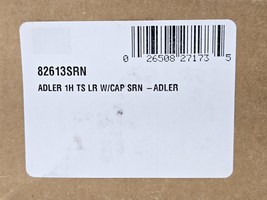 0 26508 27173 5
82613SRN
ADLER 1H TS LR W/CAP SRN –ADLER